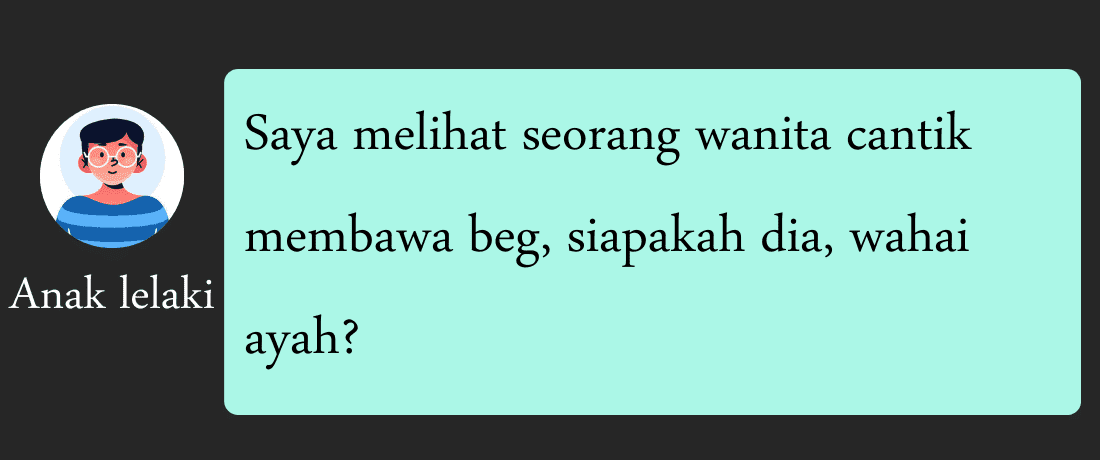 Saya melihat seorang wanita cantik
membawa beg, siapakah dia, wahai
ayah?
Anak lelaki